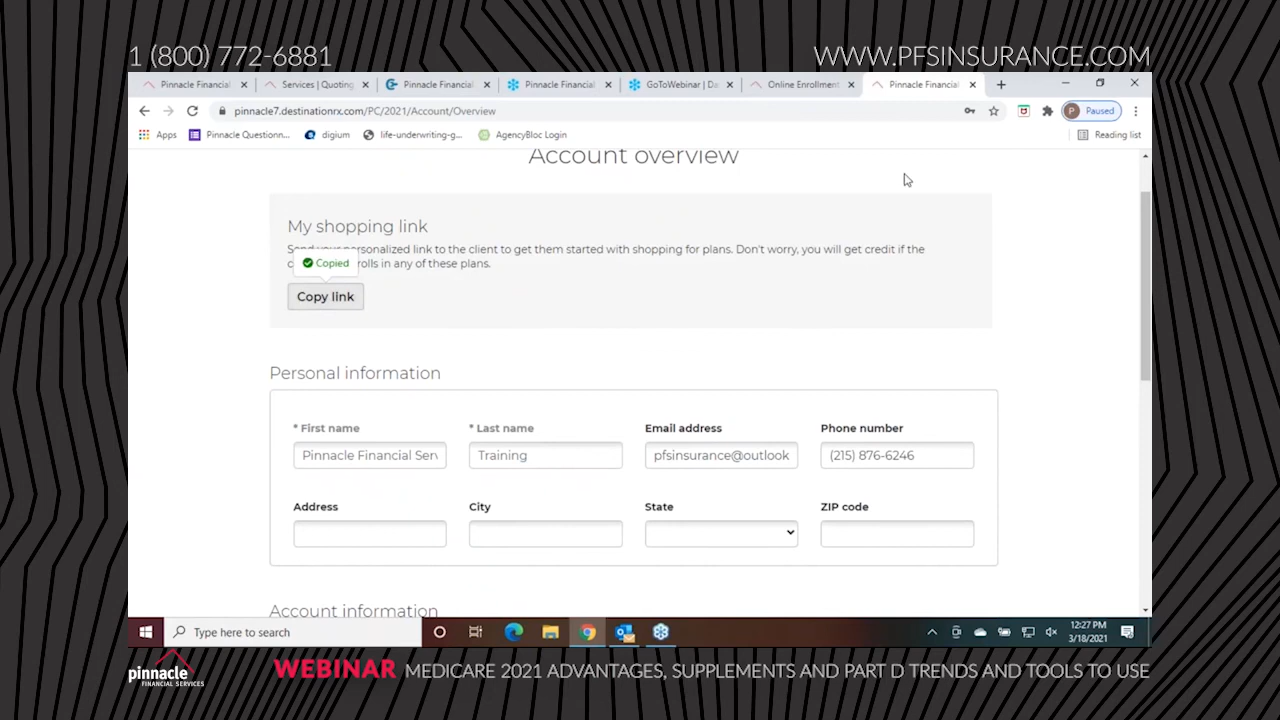 1 (800) 772-6881
WWW.PFSINSURANCE.COM
Pinnacle Financial
Services | Quoting
Pinnacle Financial
Pinnacle Financial
GoToWebinar | Da
Online Enrollment
Pinnacle Financial
pinnacle7.destinationrx.com/PC/2021/Account/Overview
Paused
Apps
Pinnacle Questionn...
digium
life-underwriting-g...
AgencyBloc Login
Reading list
Account overview
My shopping link
Send your personalized link to the client to get them started with shopping for plans. Don't worry, you will get credit if the
rolls in any of these plans.
Copied
Copy link
Personal information
* First name
* Last name
Email address
Phone number
Pinnacle Financial Serv
Training
pfsinsurance@outlook
(215) 876-6246
Address
City
State
ZIP code
Account information
Type here to search
12:27 PM
3/18/2021
pinnacle
FINANCIAL SERVICES
WEBINAR MEDICARE 2021 ADVANTAGES, SUPPLEMENTS AND PART D TRENDS AND TOOLS TO USE